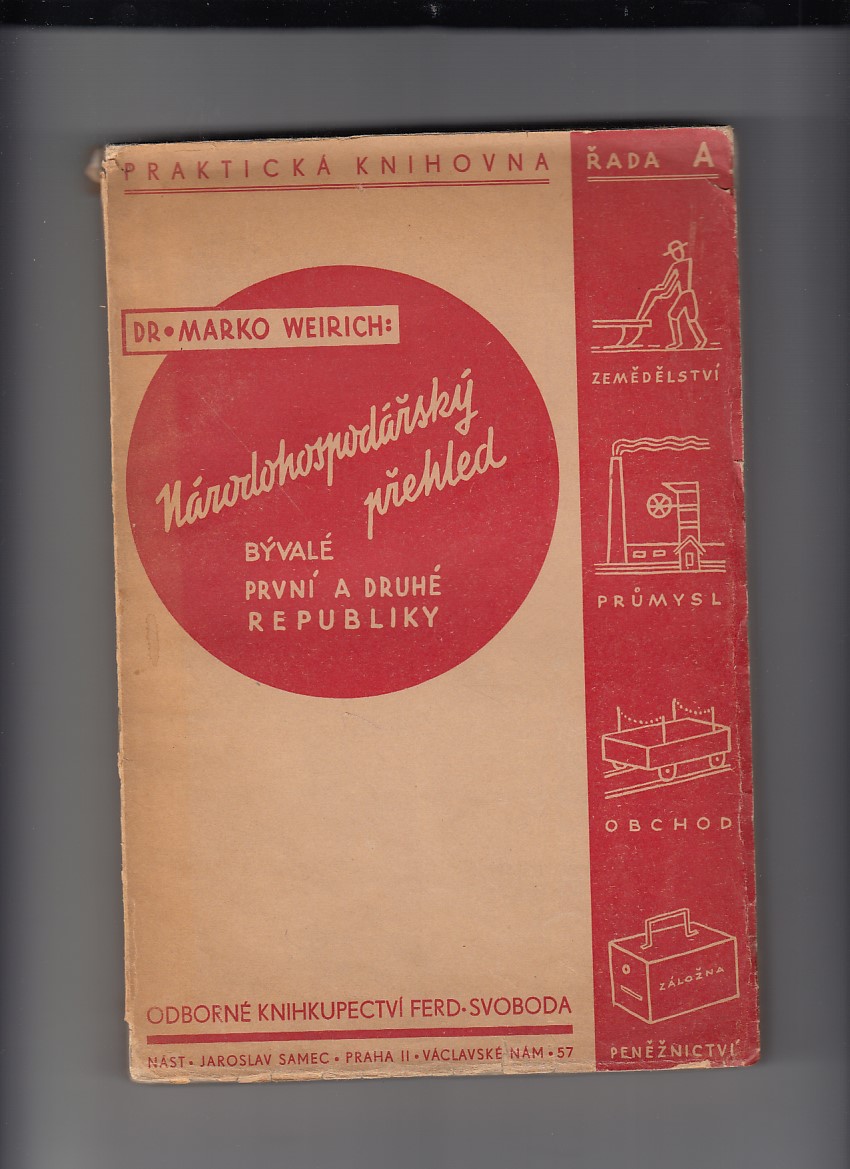 PRAKTICKÁ KNIHOVNA
ŘADA A
DR•MARKO WEIRICH:
Národohospodářský
přehled
BÝVALÉ
PRVNÍ A DRUHÉ
REPUBLIKY
ZEMĚDĚLSTVÍ
PRŮMYSL
OBCHOD
ZÁLOŽNA
PENĚŽNICTVÍ
ODBORNÉ KNIHKUPECTVÍ FERD•SVOBODA
NÁST• JAROSLAV SAMEC • PRAHA II • VÁCLAVSKÉ NÁM • 57